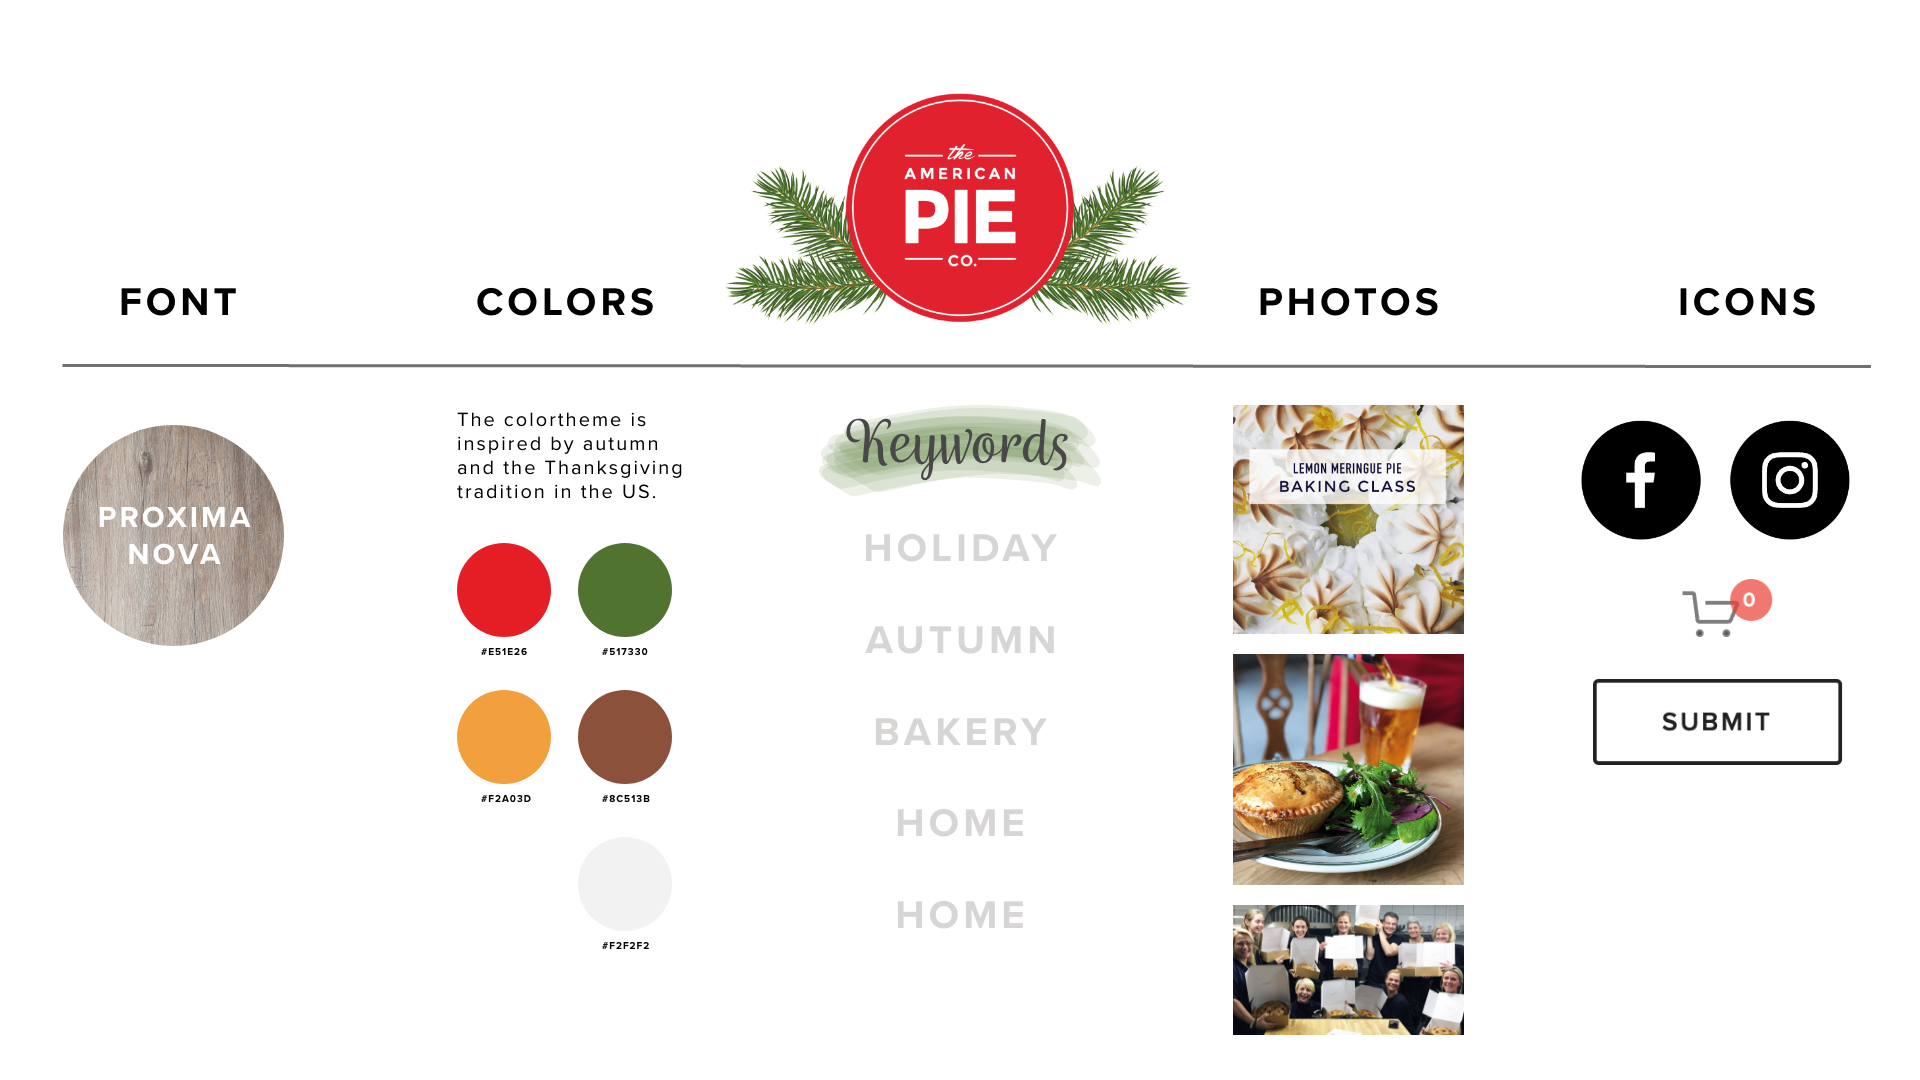 the
AMERICAN
PIE
CO.
FONT
COLORS
PHOTOS
ICONS
PROXIMA
NOVA
The colortheme is
inspired by autumn
and the Thanksgiving
tradition in the US.
#E51E26
#517330
#F2A03D
#8C513B
#F2F2F2
Keywords
HOLIDAY
AUTUMN
BAKERY
HOME
HOME
LEMON MERINGUE PIE
BAKING CLASS
0
SUBMIT